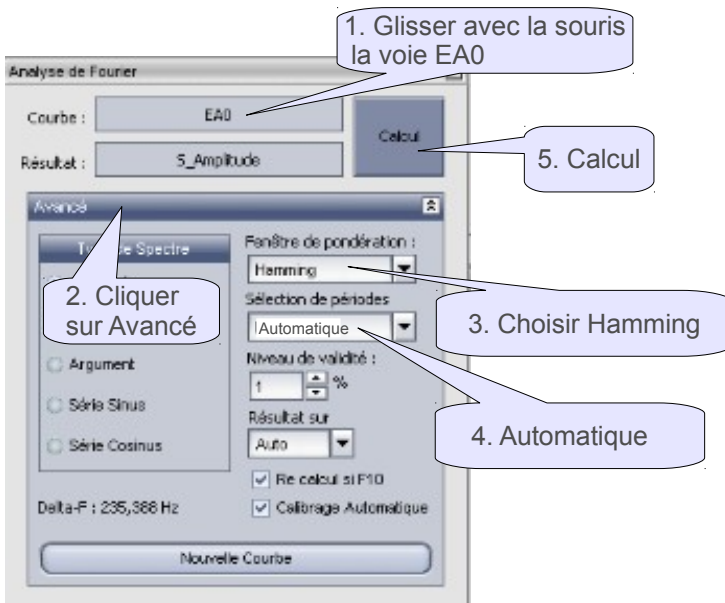 1. Glisser avec la souris
la voie EA0
Analyse de Fourier
Courbe :
EA0
Calcul
Résultat :
5_Amplitude
5. Calcul
Avancé
Spectre
Fenêtre de pondération :
Hamming
2. Cliquer
sur Avancé
Sélection de périodes
Automatique
3. Choisir Hamming
Argument
Niveau de validité :
1
%
Série Sinus
Résultat sur
4. Automatique
Série Cosinus
Auto
Re calcul si F10
Delta-F : 235,388 Hz
Calibrage Automatique
Nouvelle Courbe